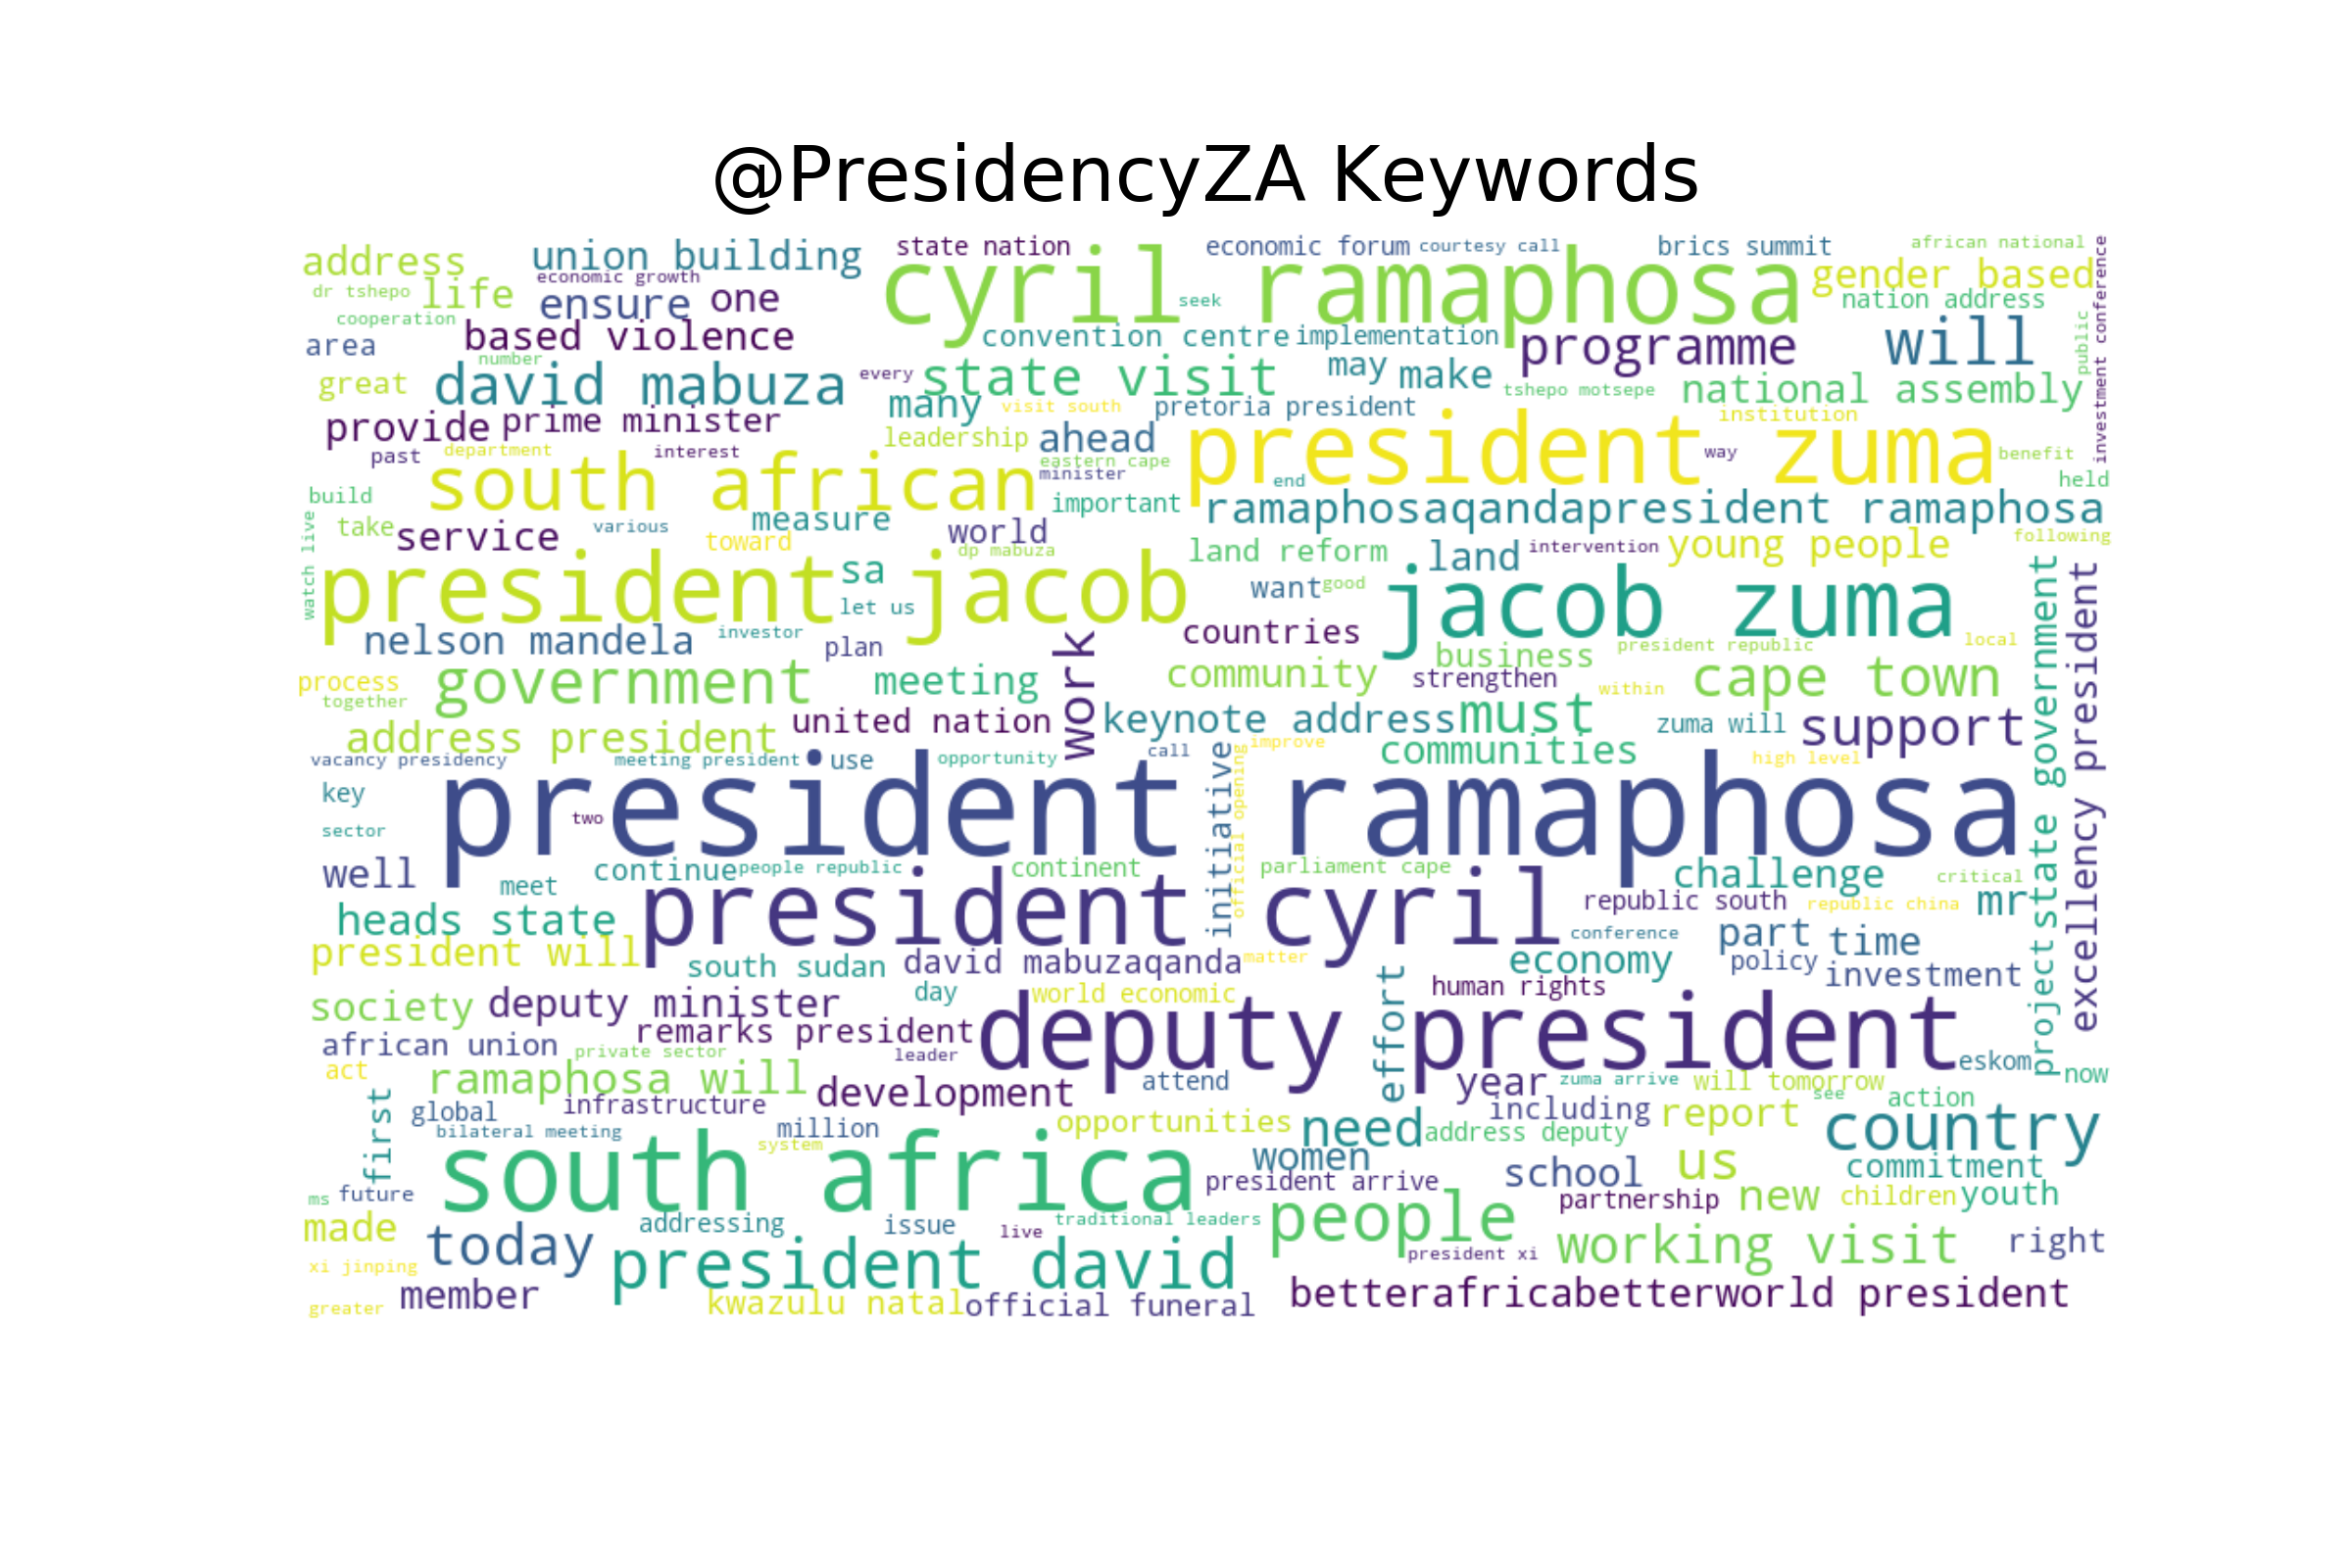 @PresidencyZA Keywords
address union building state nation cyril ramaphosa economic forum courtesy call brics summit african national
dr tshepo life economic growth ensure one seek gender based nation address investment conference
cooperation based violence convention centre implementation programme will public
area number
great david mabuza every state visit may make tshepo motsepe national assembly
many visit south pretoria president institution
provide prime minister leadership ahead president zuma
past department interest south african eastern cape minister way benefit
build important end held
take service various measure world ramaphosaqandapresident ramaphosa
watch live toward dp mabuza land reform land intervention young people following
president jacob sa let us want good jacob zuma state government excellency president
nelson mandela investor plan work countries business president republic local
process together government meeting community strengthen within cape town
address president united nation keynote address must zuma will support
vacancy presidency meeting president use opportunity call initiative official opening improve communities high level
key president ramaphosa
sector two
well meet continue people republic continent parliament cape challenge critical
heads state president cyril republic south republic china mr
president will south sudan david mabuzaqanda matter conference part time
economy policy investment
society deputy minister day world economic human rights project
remarks president deputy president effort
african union private sector leader eskom
act ramaphosa will development attend year zuma arrive will tomorrow see now
first global infrastructure including report action
bilateral meeting million system opportunities need address deputy country
south africa women school us commitment
ms future president arrive partnership new children youth
made today addressing issue live traditional leaders people
xi jinping president david president xi working visit right
greater member kwazulu natal official funeral betterafricabetterworld president